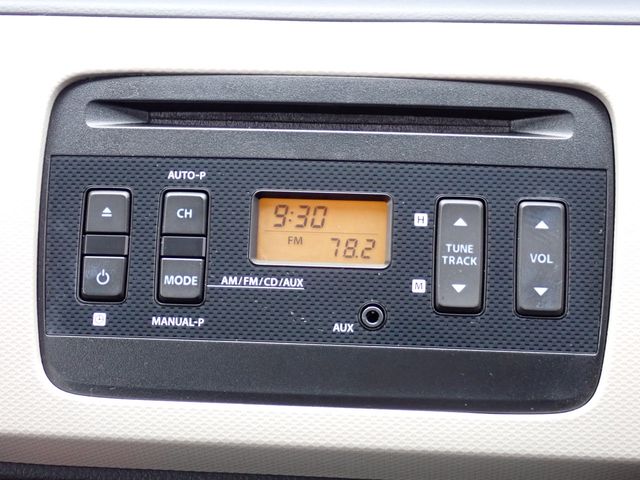 AUTO-P
CH
MODE
AM/FM/CD/AUX
MANUAL-P
9:30
FM
78.2
AUX
H
M
TUNE
TRACK
VOL